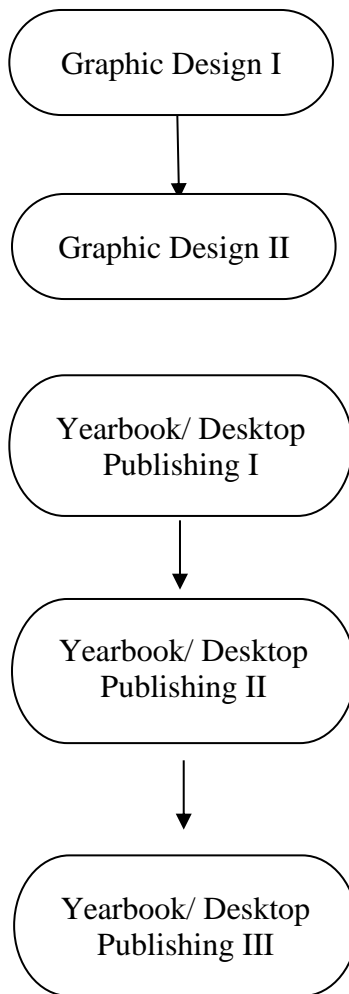 Graphic Design I
Graphic Design II
Yearbook/ Desktop
Publishing I
Yearbook/ Desktop
Publishing II
Yearbook/ Desktop
Publishing III